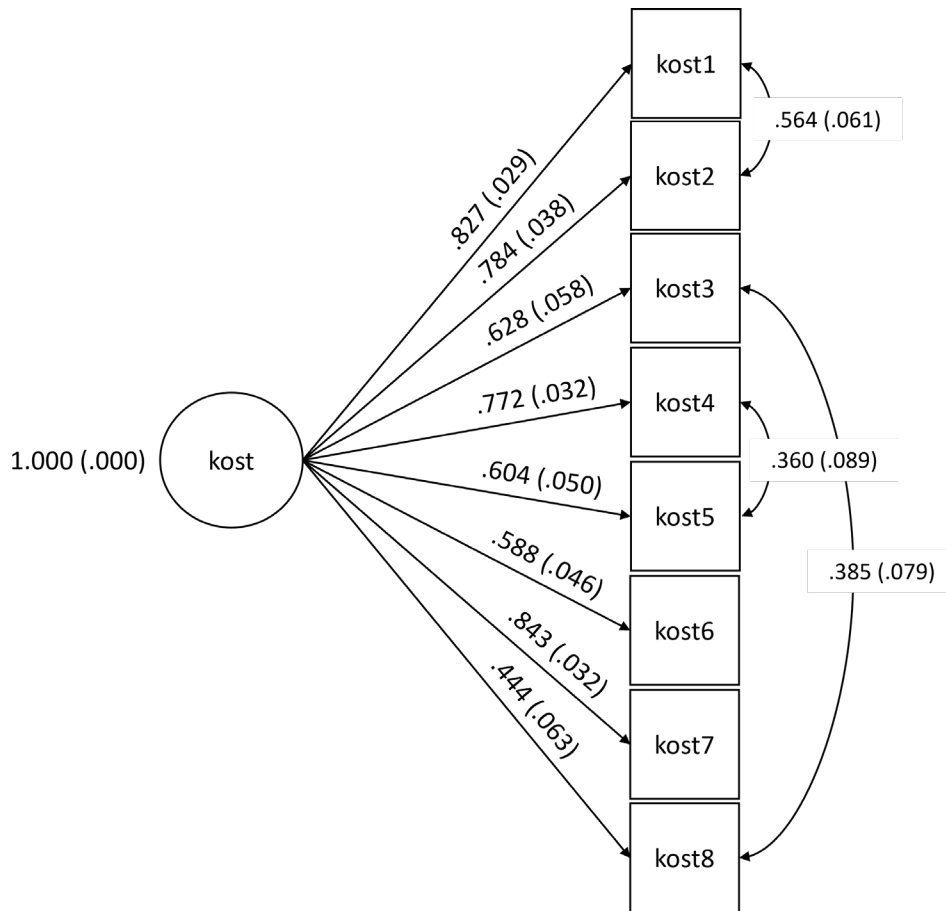 kost1
.564 (.061)
kost2
.827 (.029)
.784 (.038)
kost3
.628 (.058)
.772 (.032)
kost4
1.000 (.000)
kost
.360 (.089)
.604 (.050)
kost5
.588 (.046)
.385 (.079)
kost6
.843 (.032)
.444 (.063)
kost7
kost8